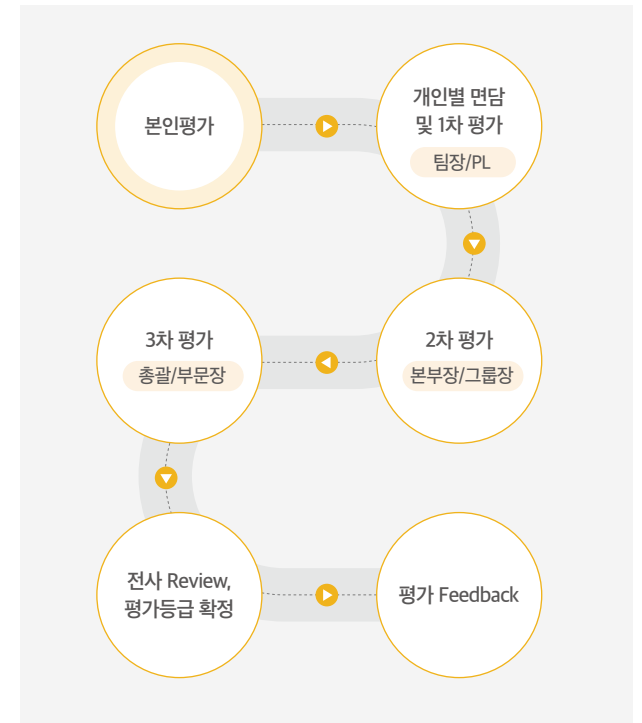 본인평가
개인별 면담
및 1차 평가
팀장/PL
2차 평가
본부장/그룹장
3차 평가
총괄/부문장
전사 Review,
평가등급 확정
평가 Feedback